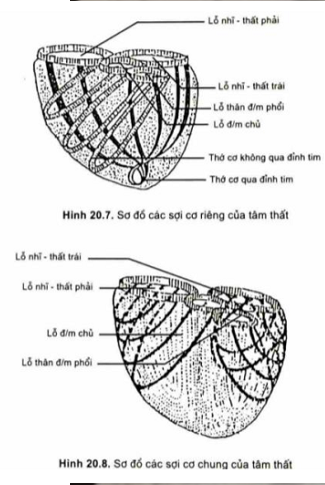 Lỗ nhĩ - thất phải
Lỗ nhĩ - thất trái
Lỗ thân đ/m phổi
Lỗ đ/m chủ
Thớ cơ không qua đỉnh tim
Thớ cơ qua đỉnh tim
Hình 20.7. Sơ đồ các sợi cơ riêng của tâm thất
Lỗ nhĩ - thất trái
Lỗ nhĩ - thất phải
Lỗ đ/m chủ
Lỗ thân đ/m phổi
Hình 20.8. Sơ đồ các sợi cơ chung của tâm thất